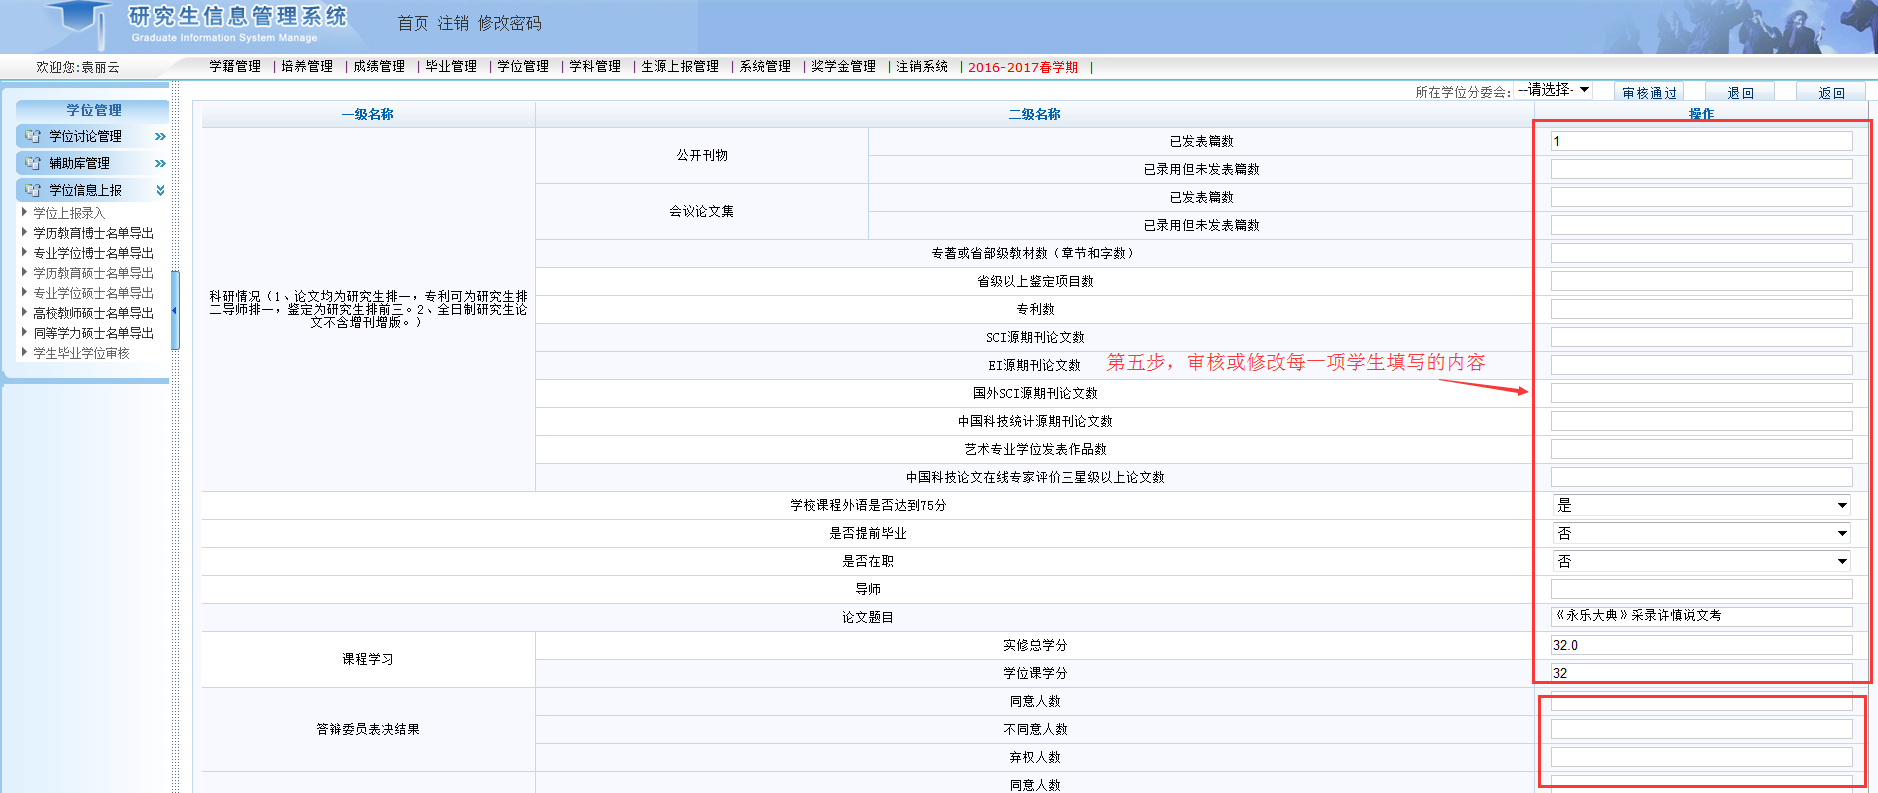 研究生信息管理系统
Graduate Information System Manage
首页 注销 修改密码
欢迎您:袁丽云
学籍管理 | 培养管理 | 成绩管理 | 毕业管理 | 学位管理 | 学科管理 | 生源上报管理 | 系统管理 | 奖学金管理 | 注销系统 | 2016-2017春学期 |
所在学位分委会: --请选择- 审核通过 退回 返回
学位管理
学位讨论管理
辅助库管理
学位信息上报
学位上报录入
学历教育博士名单导出
专业学位博士名单导出
学历教育硕士名单导出
专业学位硕士名单导出
高校教师硕士名单导出
同等学力硕士名单导出
学生毕业学位审核
一级名称 二级名称 操作
科研情况（1、论文均为研究生排一，专利可为研究生排
二导师排一，鉴定为研究生排前三。2、全日制研究生论
文不含增刊增版。）
公开刊物
已发表篇数 1
已录用但未发表篇数
会议论文集
已发表篇数
已录用但未发表篇数
专著或省部级教材数（章节和字数）
省级以上鉴定项目数
专利数
SCI源期刊论文数
EI源期刊论文数
第五步，审核或修改每一项学生填写的内容
国外SCI源期刊论文数
中国科技统计源期刊论文数
艺术专业学位发表作品数
中国科技论文在线专家评价三星级以上论文数
学校课程外语是否达到75分 是
是否提前毕业 否
是否在职 否
导师
论文题目 《永乐大典》采录许慎说文考
课程学习
实修总学分 32.0
学位课学分 32
答辩委员表决结果
同意人数
不同意人数
弃权人数
同意人数